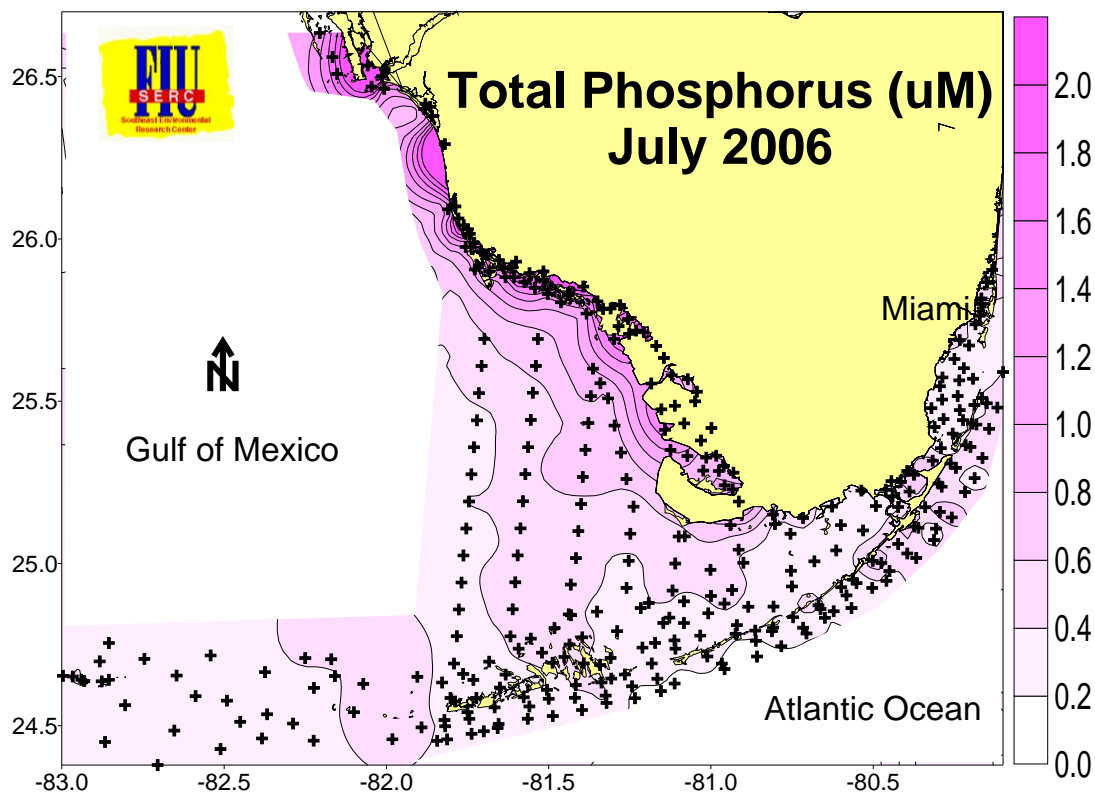 FIU
SERC
Southeast Environmental
Research Center
Total Phosphorus (uM)
July 2006
Miami
N
Gulf of Mexico
Atlantic Ocean
26.5
26.0
25.5
25.0
24.5
-83.0
-82.5
-82.0
-81.5
-81.0
-80.5
2.0
1.8
1.6
1.4
1.2
1.0
0.8
0.6
0.4
0.2
0.0